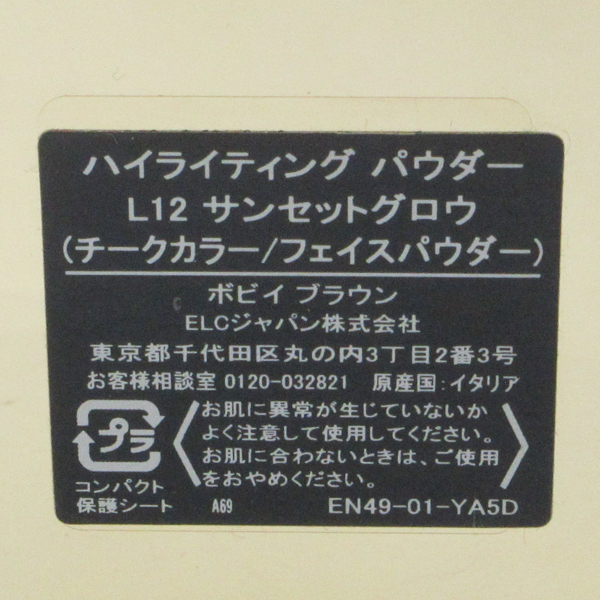 ハイライティング パウダー
L12 サンセットグロウ
(チークカラー/フェイスパウダー)
ボビイ ブラウン
ELCジャパン株式会社
東京都千代田区丸の内3丁目2番3号
お客様相談室 0120-032821 原産国:イタリア
プラ
コンパクト
保護シート
お肌に異常が生じていないか
よく注意して使用してください。
お肌に合わないときは、ご使用
をおやめください。
A69
EN49-01-YA5D